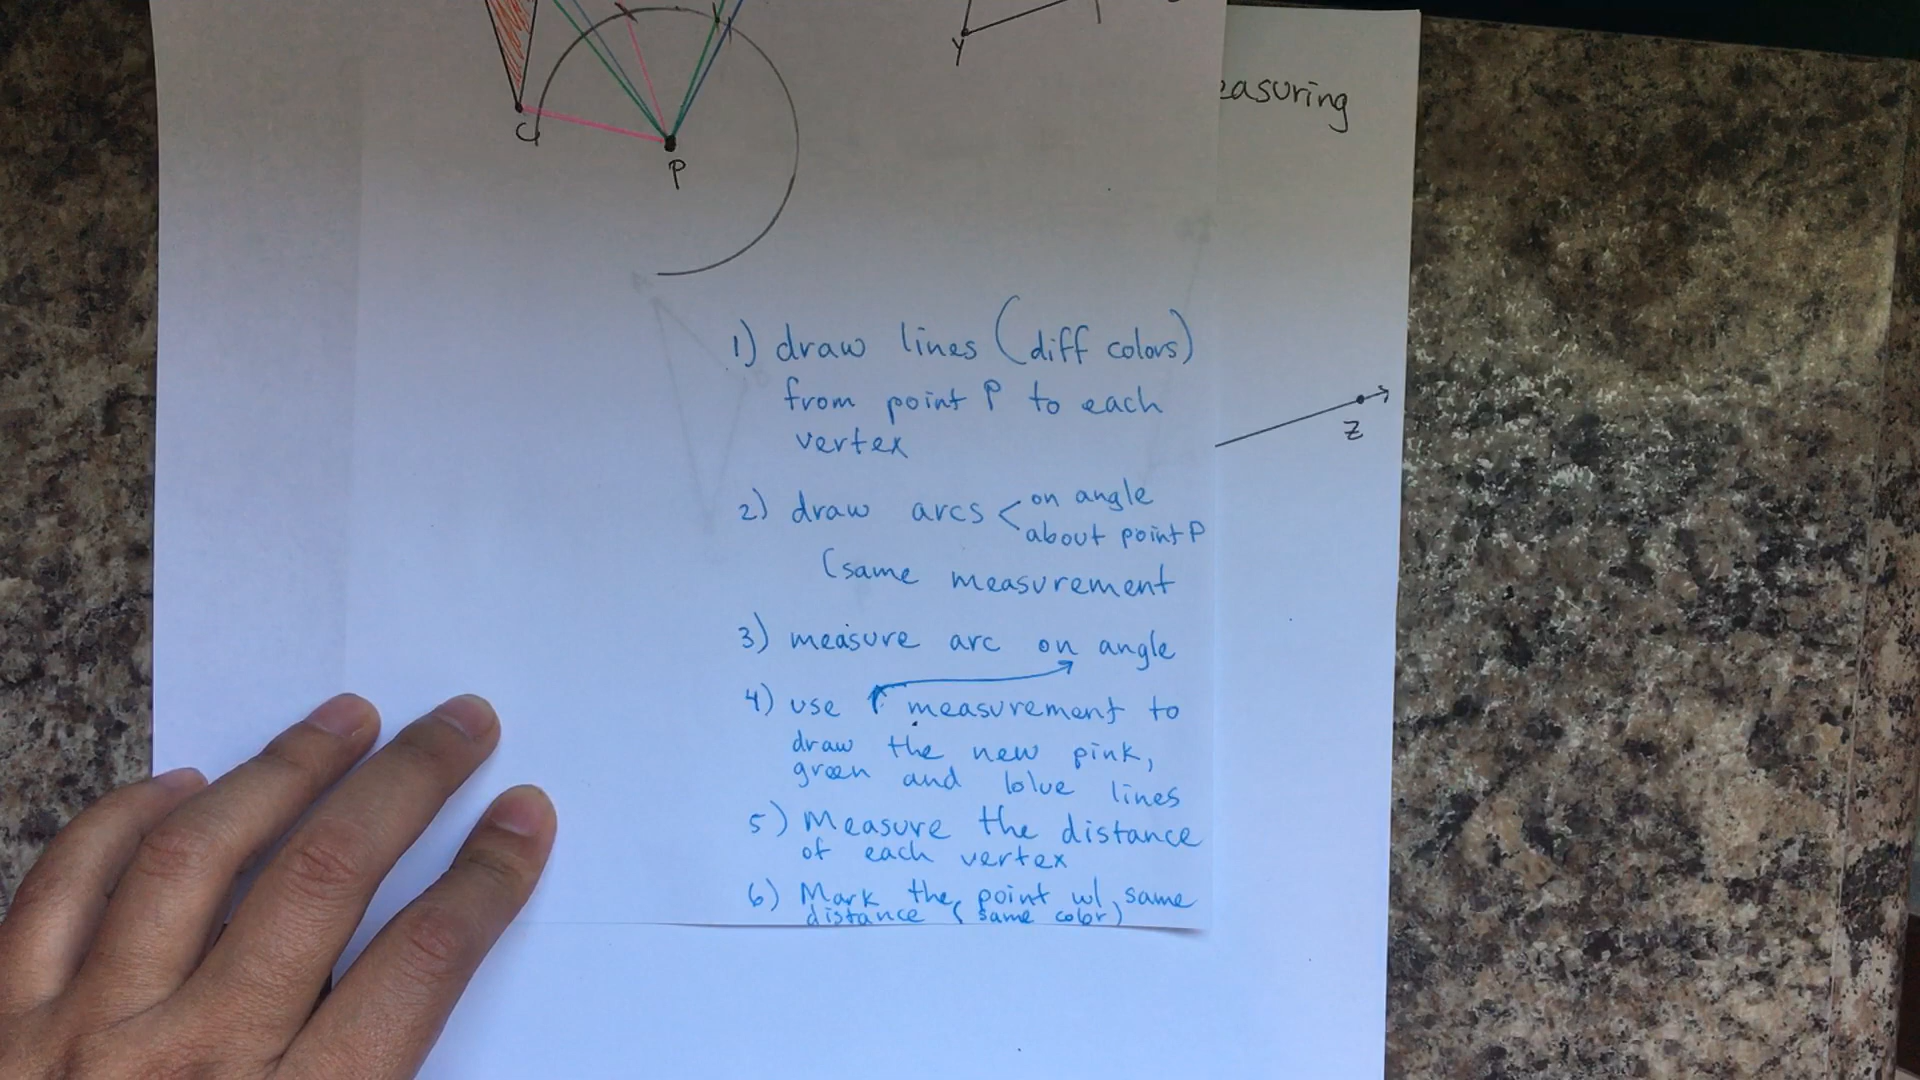 Y
easuring
C
P
Z
1) draw lines (diff colors)
from point P to each
vertex
2) draw arcs < on angle
about point P
(same measurement
3) measure arc on angle
4) use ↑ measurement to
draw the new pink,
green and blue lines
5) Measure the distance
of each vertex
6) Mark the point w/ same
distance (same color)